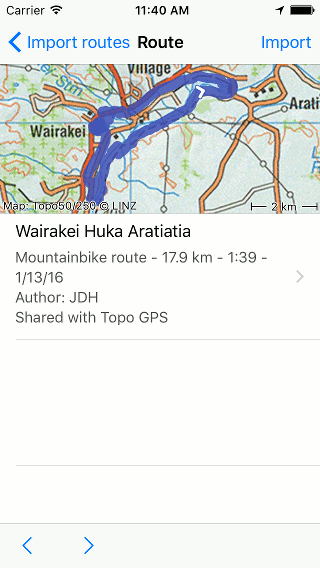 Carrier 11:40 AM
Import routes Route Import
Village
Wairakei
Arati
Map: Topo50/250 © LINZ
2 km
Wairakei Huka Aratiatia
Mountainbike route - 17.9 km - 1:39 -
1/13/16
Author: JDH
Shared with Topo GPS